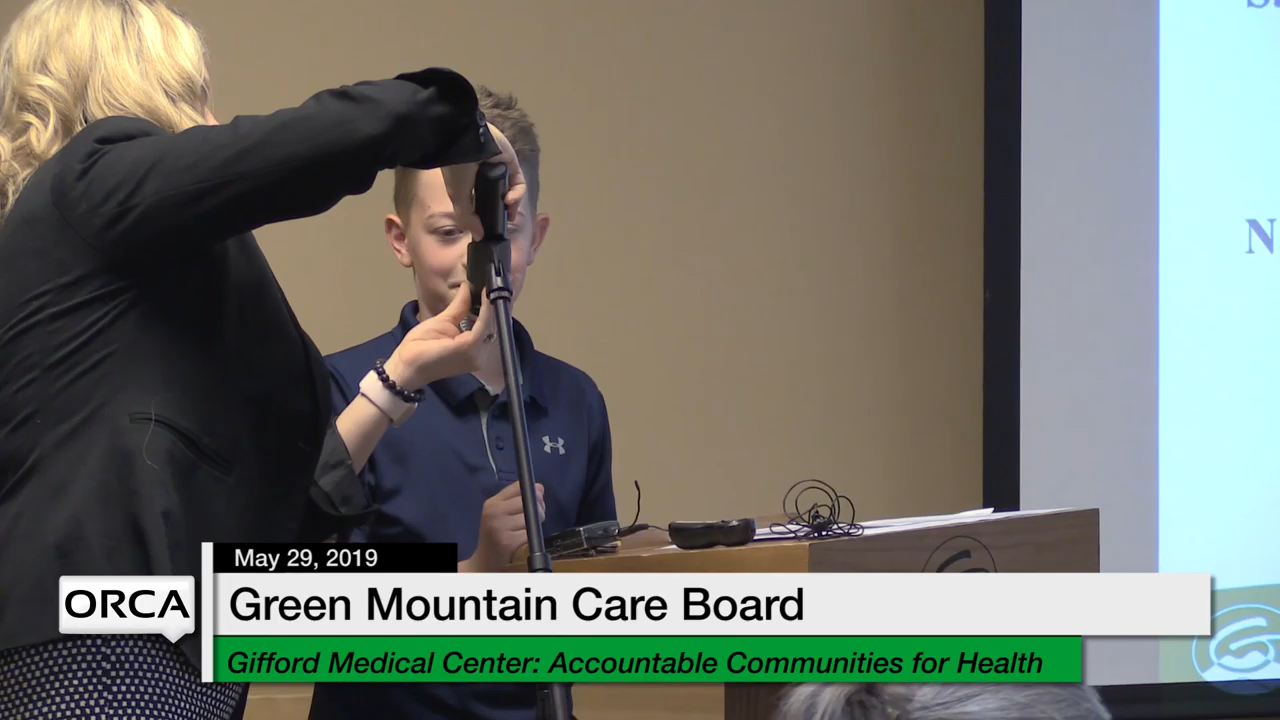 May 29, 2019
ORCA
Green Mountain Care Board
Gifford Medical Center: Accountable Communities for Health
N